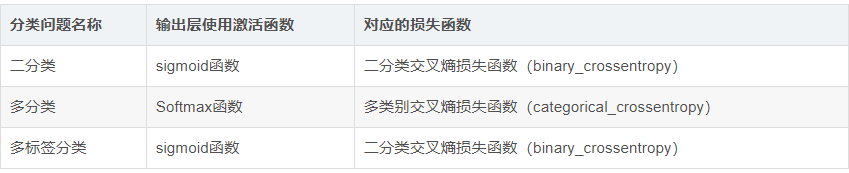 分类问题名称 输出层使用激活函数 对应的损失函数
二分类 sigmoid函数 二分类交叉熵损失函数（binary_crossentropy）
多分类 Softmax函数 多类别交叉熵损失函数（categorical_crossentropy）
多标签分类 sigmoid函数 二分类交叉熵损失函数（binary_crossentropy）